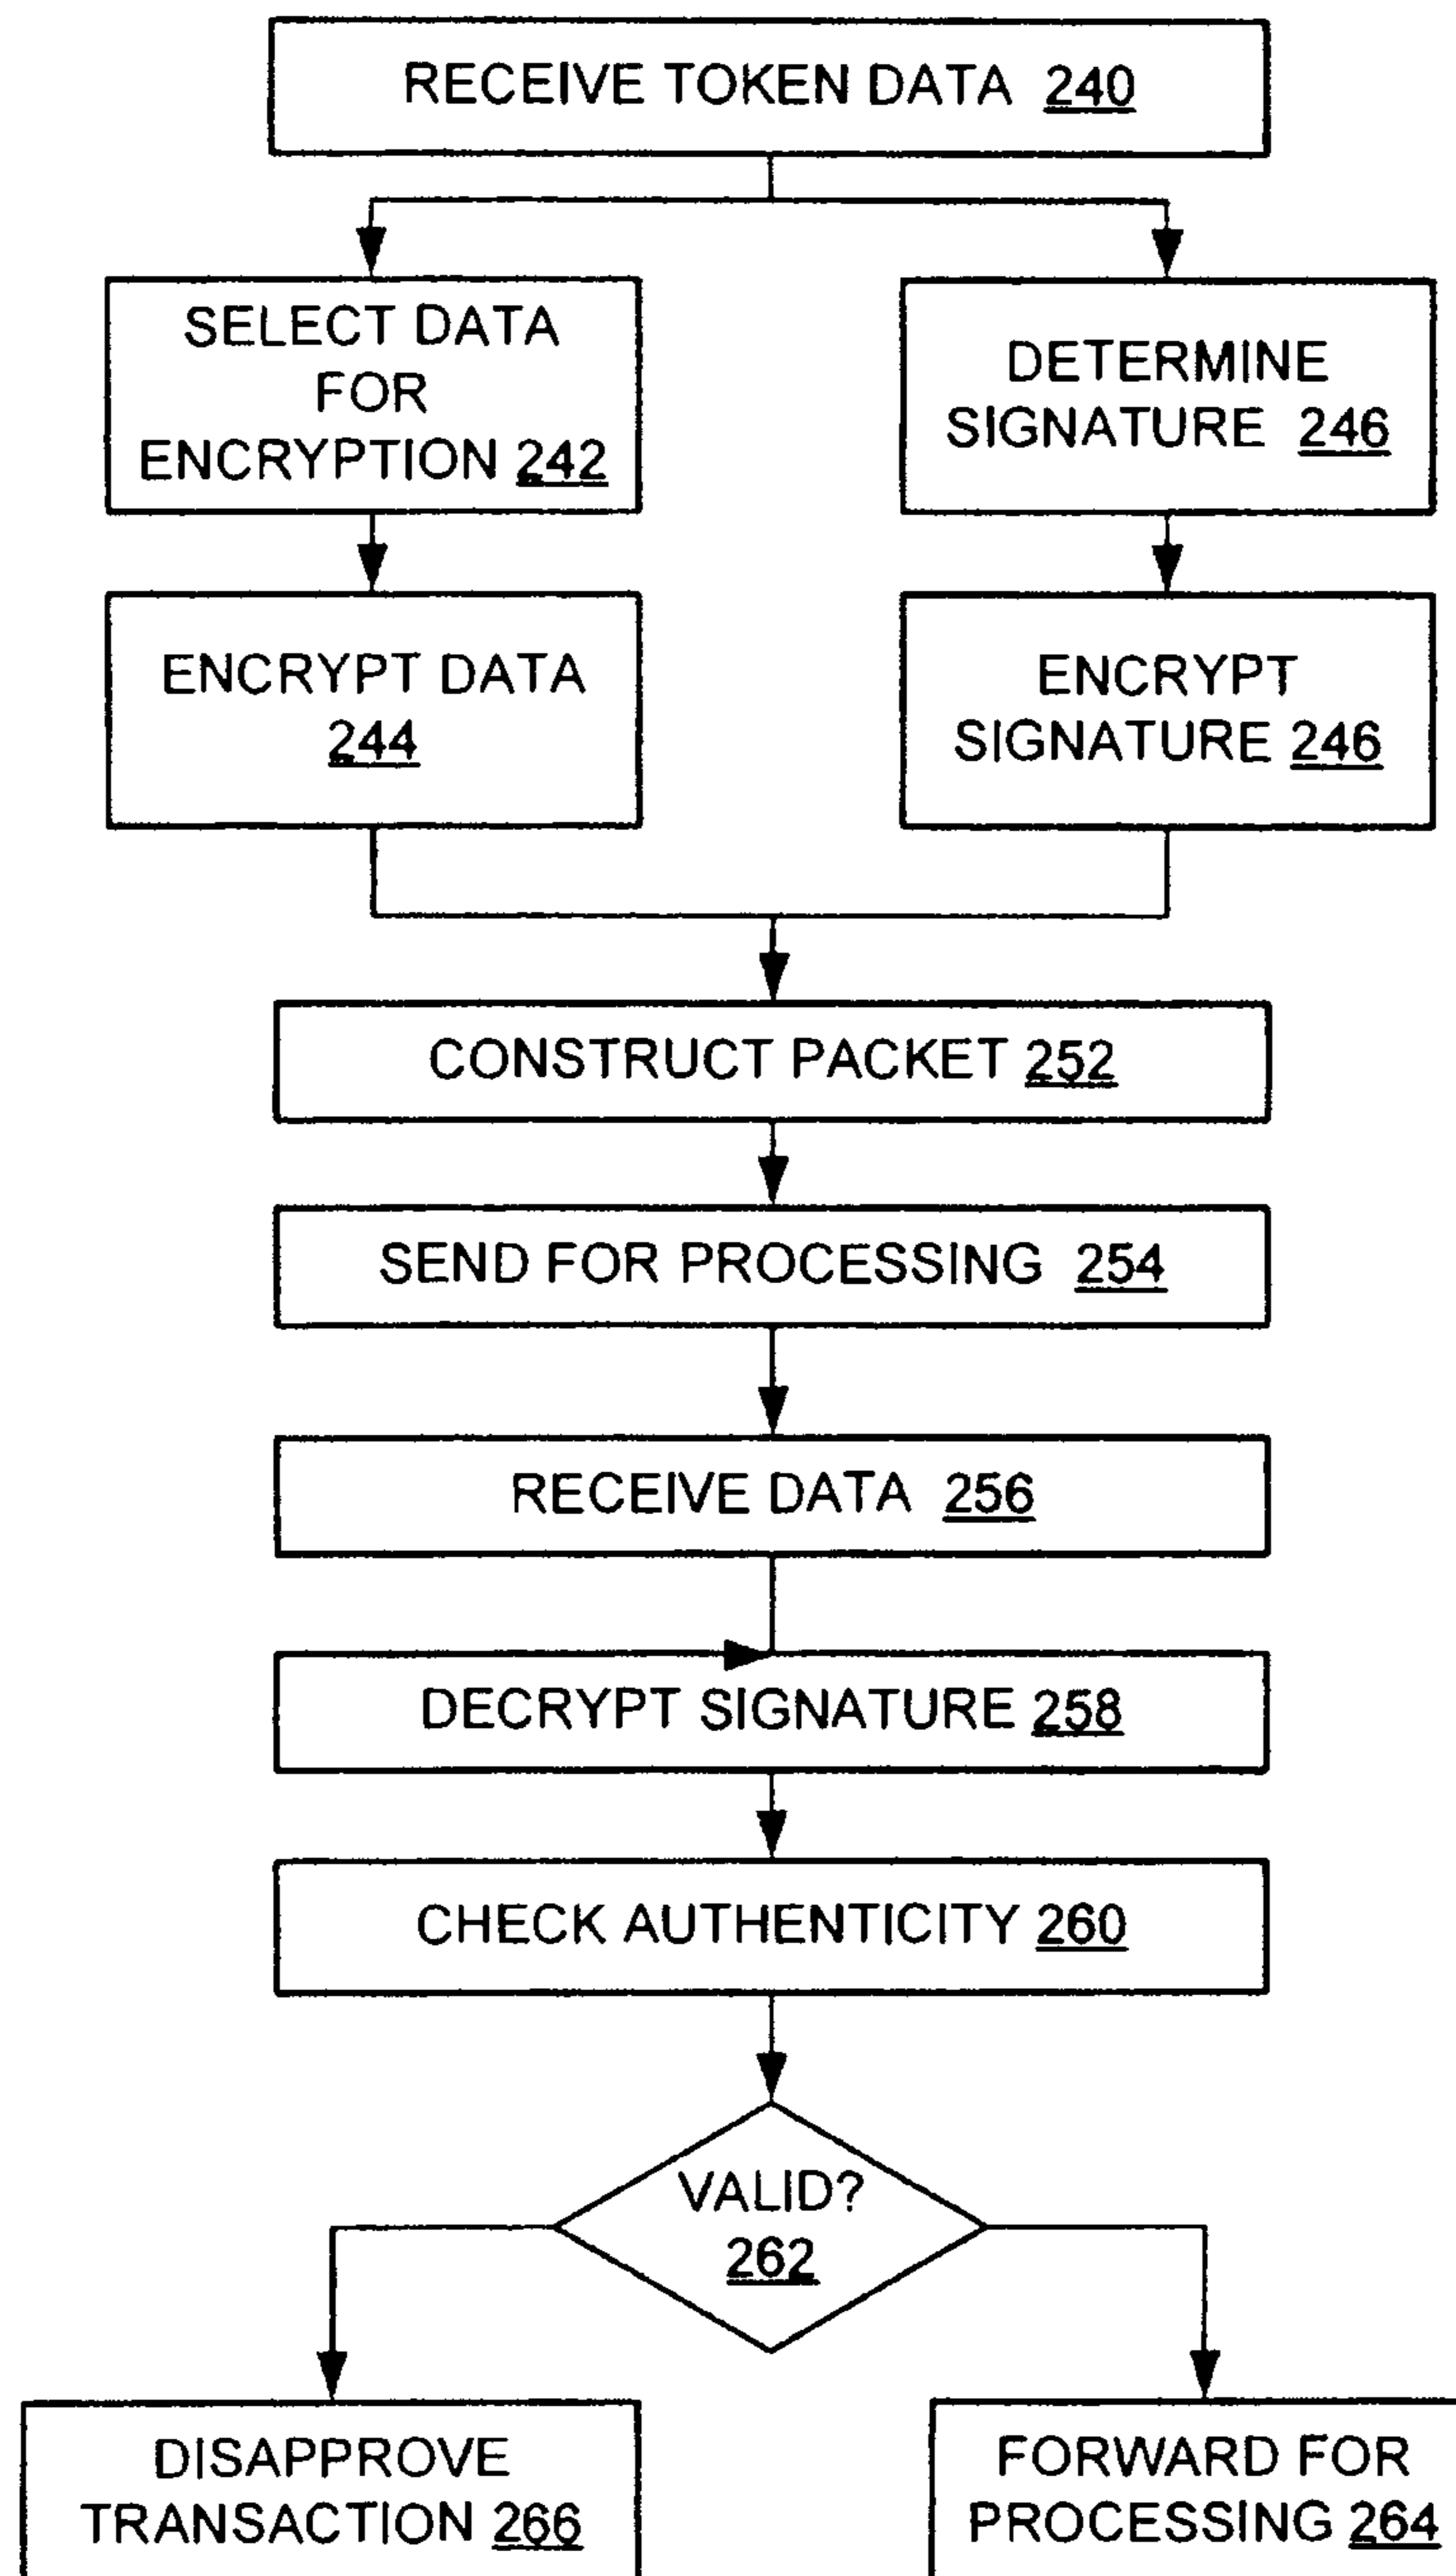 RECEIVE TOKEN DATA 240
SELECT DATA
FOR
ENCRYPTION 242
DETERMINE
SIGNATURE 246
ENCRYPT DATA
244
ENCRYPT
SIGNATURE 246
CONSTRUCT PACKET 252
SEND FOR PROCESSING 254
RECEIVE DATA 256
DECRYPT SIGNATURE 258
CHECK AUTHENTICITY 260
VALID?
262
DISAPPROVE
TRANSACTION 266
FORWARD FOR
PROCESSING 264